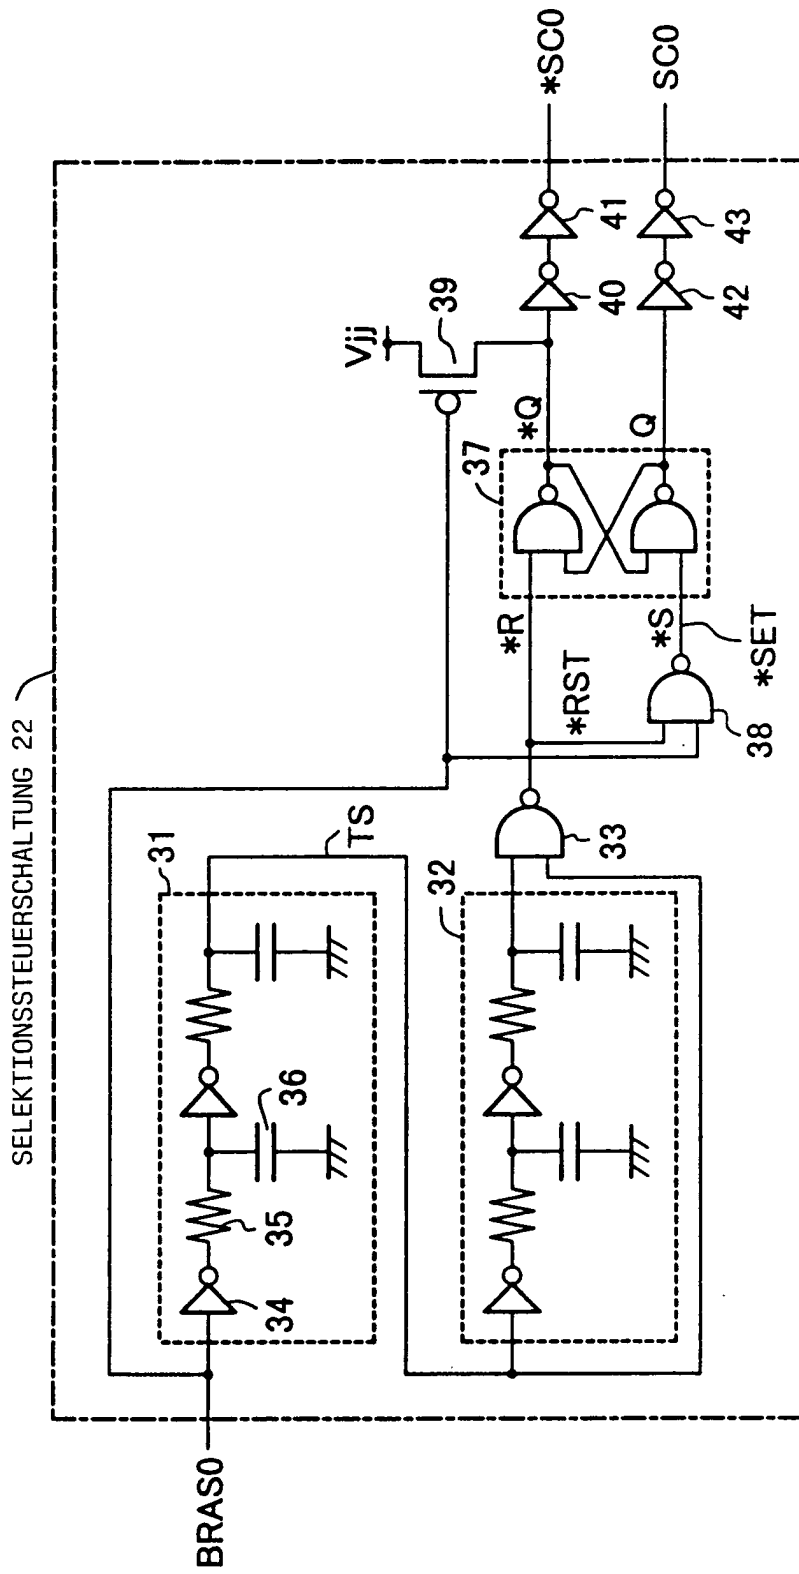 SELEKTIONSSTEUERSCHALTUNG 22
BRAS0
31
34
35
36
TS
32
33
*RST
38
*R
*S
*SET
37
*Q
Q
Vjj
39
40
41
42
43
*SC0
SC0